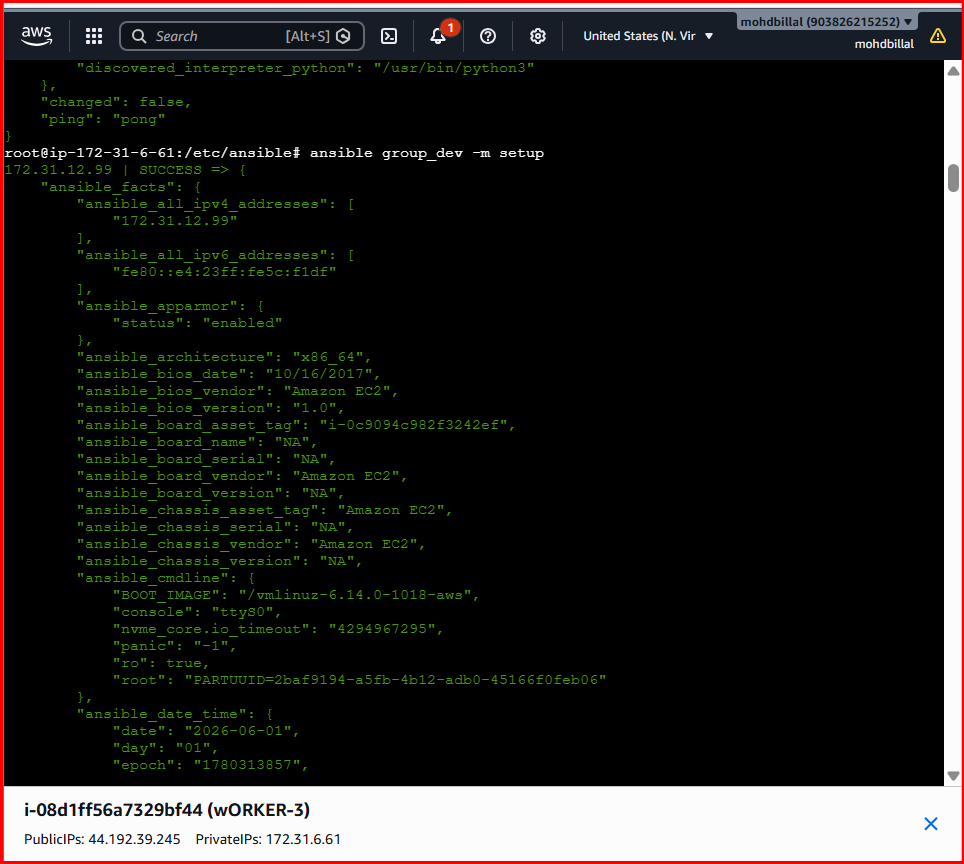 mohdbillal (903826215252) ▼
aws
Search [Alt+S]
1
United States (N. Vir ▼
mohdbillal
        "discovered_interpreter_python": "/usr/bin/python3"
    },
    "changed": false,
    "ping": "pong"
}
root@ip-172-31-6-61:/etc/ansible# ansible group_dev -m setup
172.31.12.99 | SUCCESS => {
    "ansible_facts": {
        "ansible_all_ipv4_addresses": [
            "172.31.12.99"
        ],
        "ansible_all_ipv6_addresses": [
            "fe80::e4:23ff:fe5c:f1df"
        ],
        "ansible_apparmor": {
            "status": "enabled"
        },
        "ansible_architecture": "x86_64",
        "ansible_bios_date": "10/16/2017",
        "ansible_bios_vendor": "Amazon EC2",
        "ansible_bios_version": "1.0",
        "ansible_board_asset_tag": "i-0c9094c982f3242ef",
        "ansible_board_name": "NA",
        "ansible_board_serial": "NA",
        "ansible_board_vendor": "Amazon EC2",
        "ansible_board_version": "NA",
        "ansible_chassis_asset_tag": "Amazon EC2",
        "ansible_chassis_serial": "NA",
        "ansible_chassis_vendor": "Amazon EC2",
        "ansible_chassis_version": "NA",
        "ansible_cmdline": {
            "BOOT_IMAGE": "/vmlinuz-6.14.0-1018-aws",
            "console": "ttyS0",
            "nvme_core.io_timeout": "4294967295",
            "panic": "-1",
            "ro": true,
            "root": "PARTUUID=2baf9194-a5fb-4b12-adb0-45166f0feb06"
        },
        "ansible_date_time": {
            "date": "2026-06-01",
            "day": "01",
            "epoch": "1780313857",
i-08d1ff56a7329bf44 (wORKER-3)
PublicIPs: 44.192.39.245 PrivateIPs: 172.31.6.61